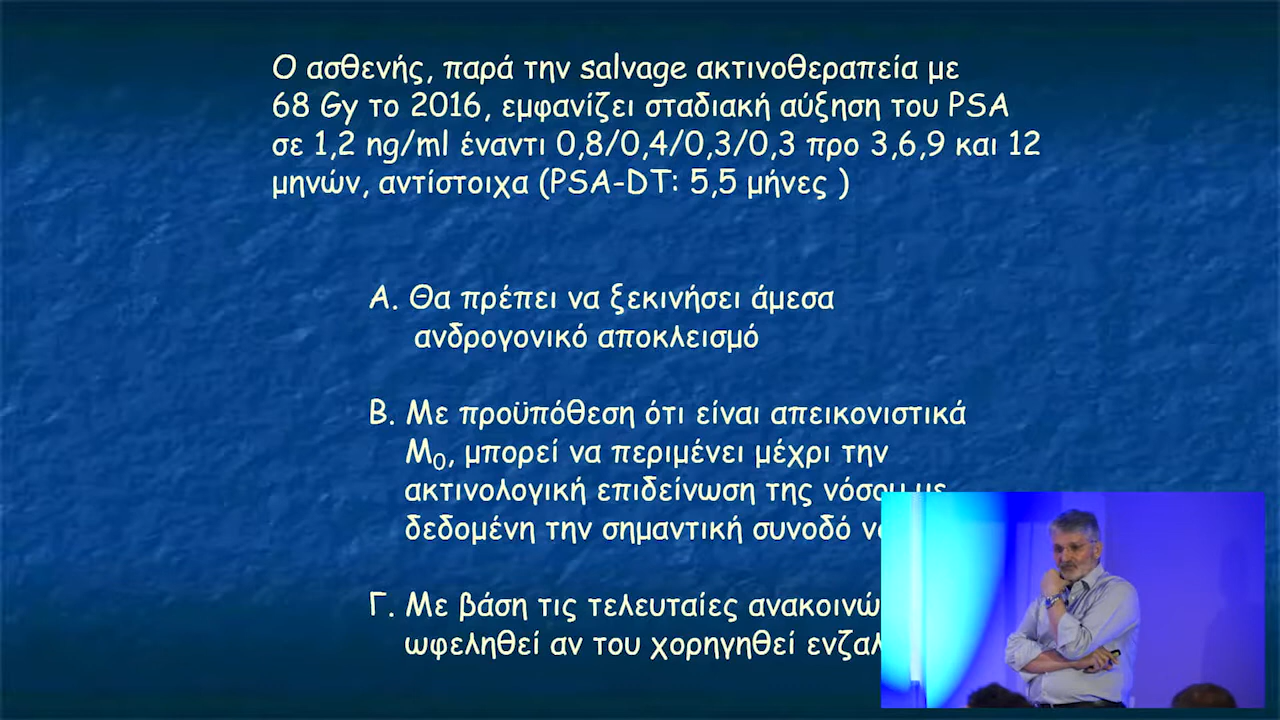 Ο ασθενής, παρά την salvage ακτινοθεραπεία με
68 Gy το 2016, εμφανίζει σταδιακή αύξηση του PSA
σε 1,2 ng/ml έναντι 0,8/0,4/0,3/0,3 προ 3,6,9 και 12
μηνών, αντίστοιχα (PSA-DT: 5,5 μήνες )
Α. Θα πρέπει να ξεκινήσει άμεσα
ανδρογονικό αποκλεισμό
Β. Με προϋπόθεση ότι είναι απεικονιστικά
Μ₀, μπορεί να περιμένει μέχρι την
ακτινολογική επιδείνωση της νόσου με
δεδομένη την σημαντική συνοδό
Γ. Με βάση τις τελευταίες
ωφεληθεί αν του χορηγηθεί